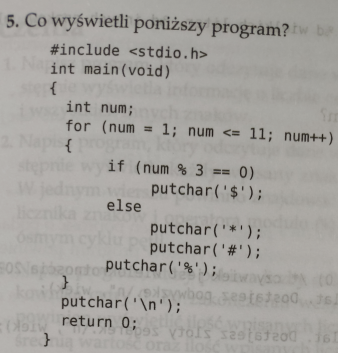 5. Co wyświetli poniższy program?
#include <stdio.h>
int main(void)
{
int num;
for (num = 1; num <= 11; num++)
{
if (num % 3 == 0)
putchar('$');
else
putchar('*');
putchar('#');
putchar('%');
}
putchar('\n');
return 0;
}